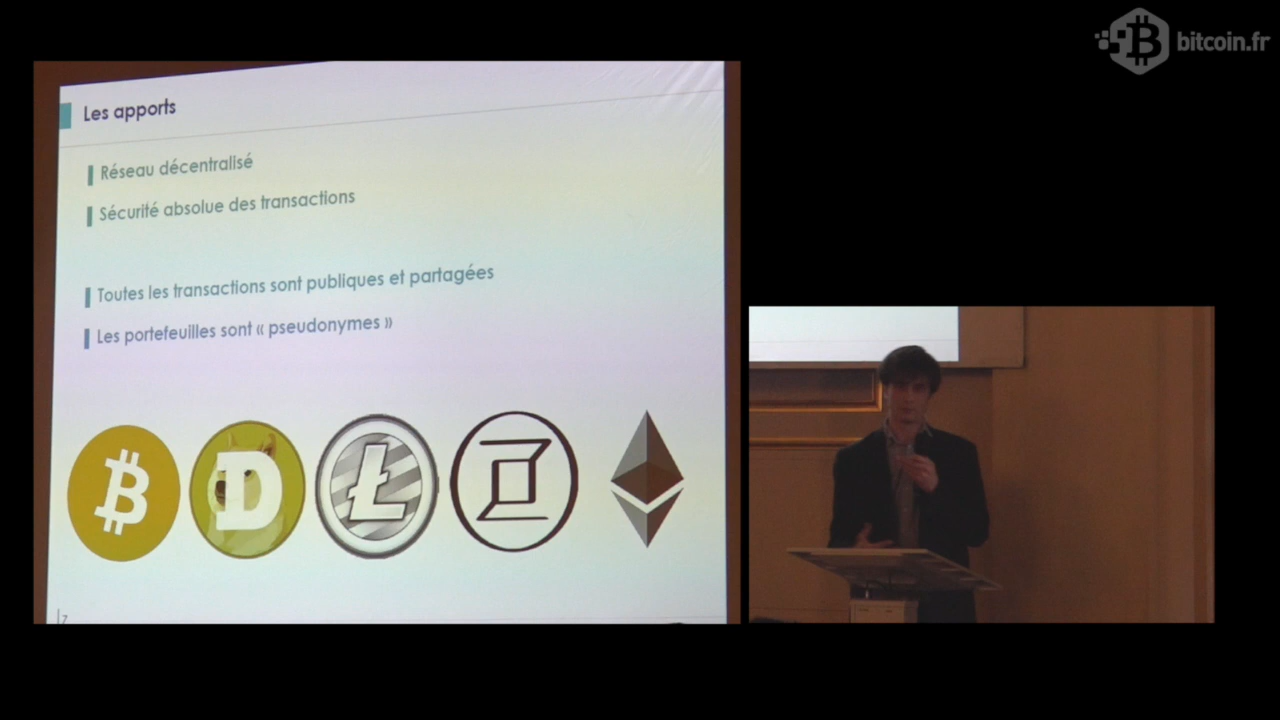 bitcoin.fr
Les apports
Réseau décentralisé
Sécurité absolue des transactions
Toutes les transactions sont publiques et partagées
Les portefeuilles sont « pseudonymes »
7